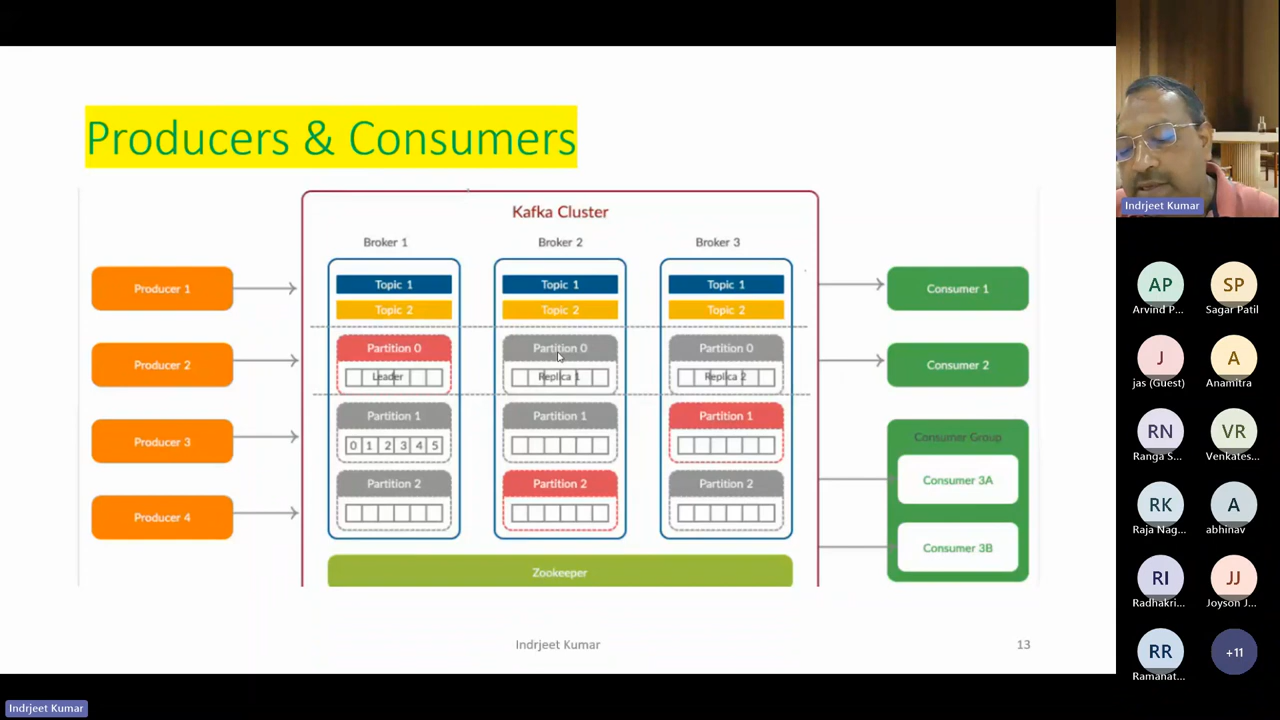 Producers & Consumers
Kafka Cluster
Broker 1
Broker 2
Broker 3
Producer 1
Producer 2
Producer 3
Producer 4
Topic 1
Topic 2
Partition 0
Leader
Partition 1
0 1 2 3 4 5
Partition 2
Topic 1
Topic 2
Partition 0
Replica 1
Partition 1
Partition 2
Topic 1
Topic 2
Partition 0
Replica 2
Partition 1
Partition 2
Zookeeper
Consumer 1
Consumer 2
Consumer Group
Consumer 3A
Consumer 3B
Indrjeet Kumar
13
Indrjeet Kumar
Indrjeet Kumar
AP
Arvind P...
SP
Sagar Patil
J
jas (Guest)
A
Anamitra
RN
Ranga S...
VR
Venkates...
RK
Raja Nag...
A
abhinav
RI
Radhakri...
JJ
Joyson J...
RR
Ramanat...
+11